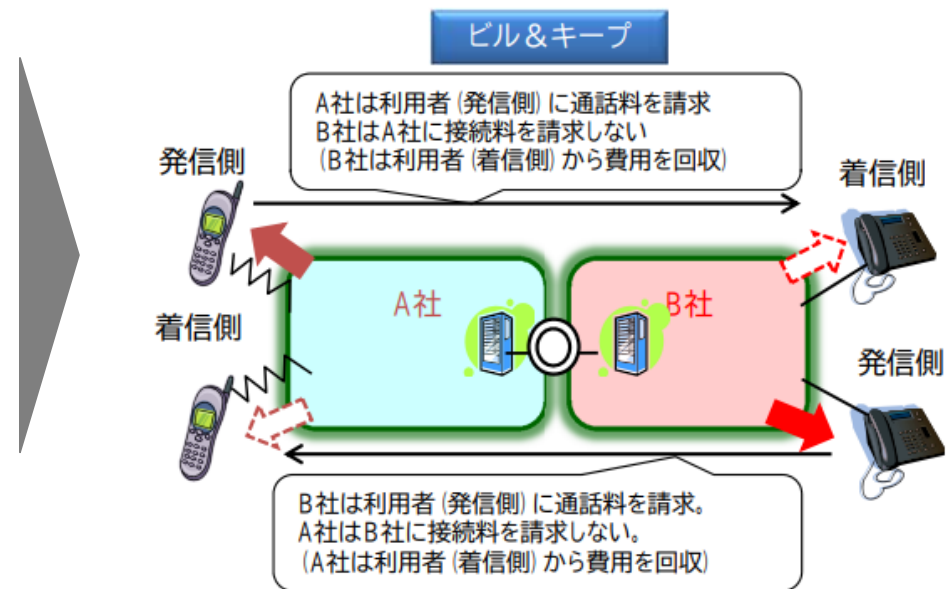 ビル＆キープ
A社は利用者(発信側)に通話料を請求
B社はA社に接続料を請求しない
(B社は利用者(着信側)から費用を回収)
発信側
着信側
A社
B社
着信側
発信側
B社は利用者(発信側)に通話料を請求。
A社はB社に接続料を請求しない。
(A社は利用者(着信側)から費用を回収)